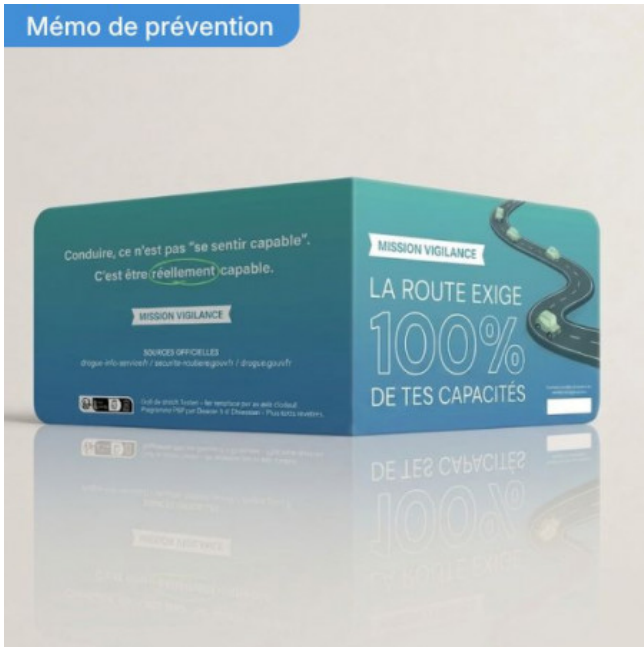 Mémo de prévention
Conduire, ce n'est pas "se sentir capable".
C'est être réellement capable.
MISSION VIGILANCE
SOURCES OFFICIELLES
drogue-info-service.fr / securite-routiere.gouv.fr / drogue.gouv.fr
MISSION VIGILANCE
LA ROUTE EXIGE
100%
DE TES CAPACITÉS